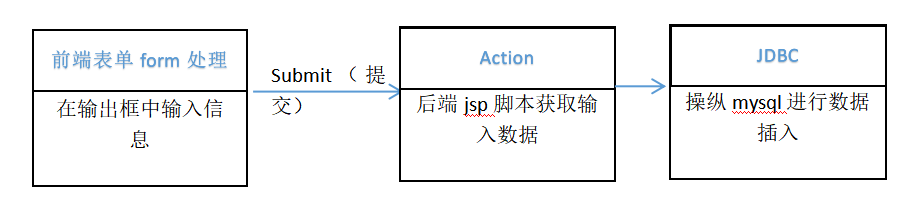 前端表单 form 处理
在输出框中输入信
息
Submit（提
交）
Action
后端 jsp 脚本获取输
入数据
JDBC
操纵 mysql 进行数据
插入